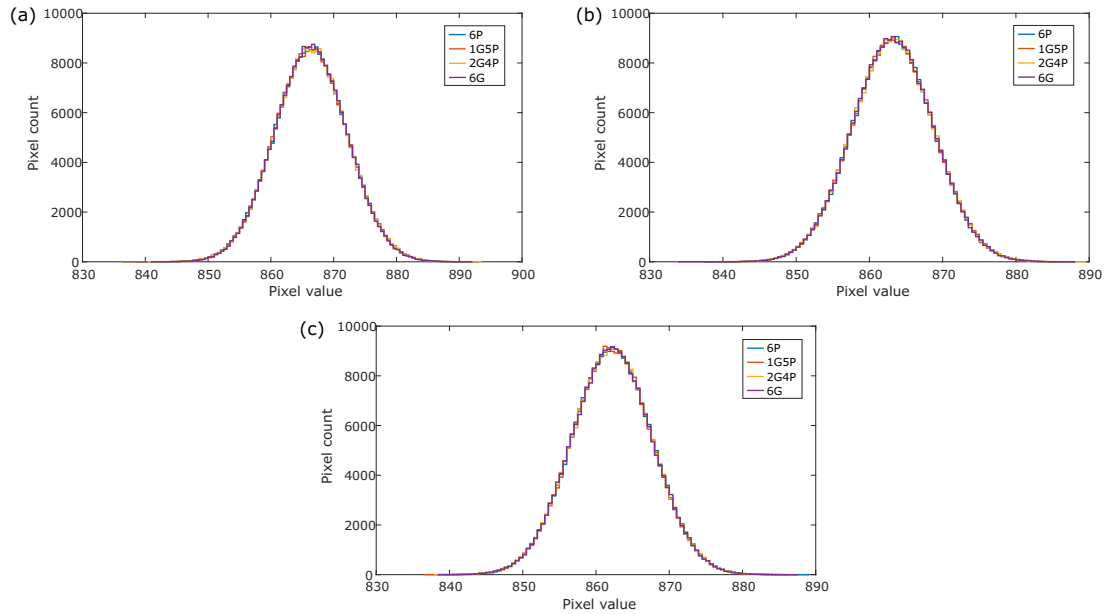 (a)
10000
8000
6000
4000
2000
0
Pixel count
830 840 850 860 870 880 890 900
Pixel value
6P
1G5P
2G4P
6G
(b)
10000
8000
6000
4000
2000
0
Pixel count
830 840 850 860 870 880 890
Pixel value
6P
1G5P
2G4P
6G
(c)
10000
8000
6000
4000
2000
0
Pixel count
830 840 850 860 870 880 890
Pixel value
6P
1G5P
2G4P
6G